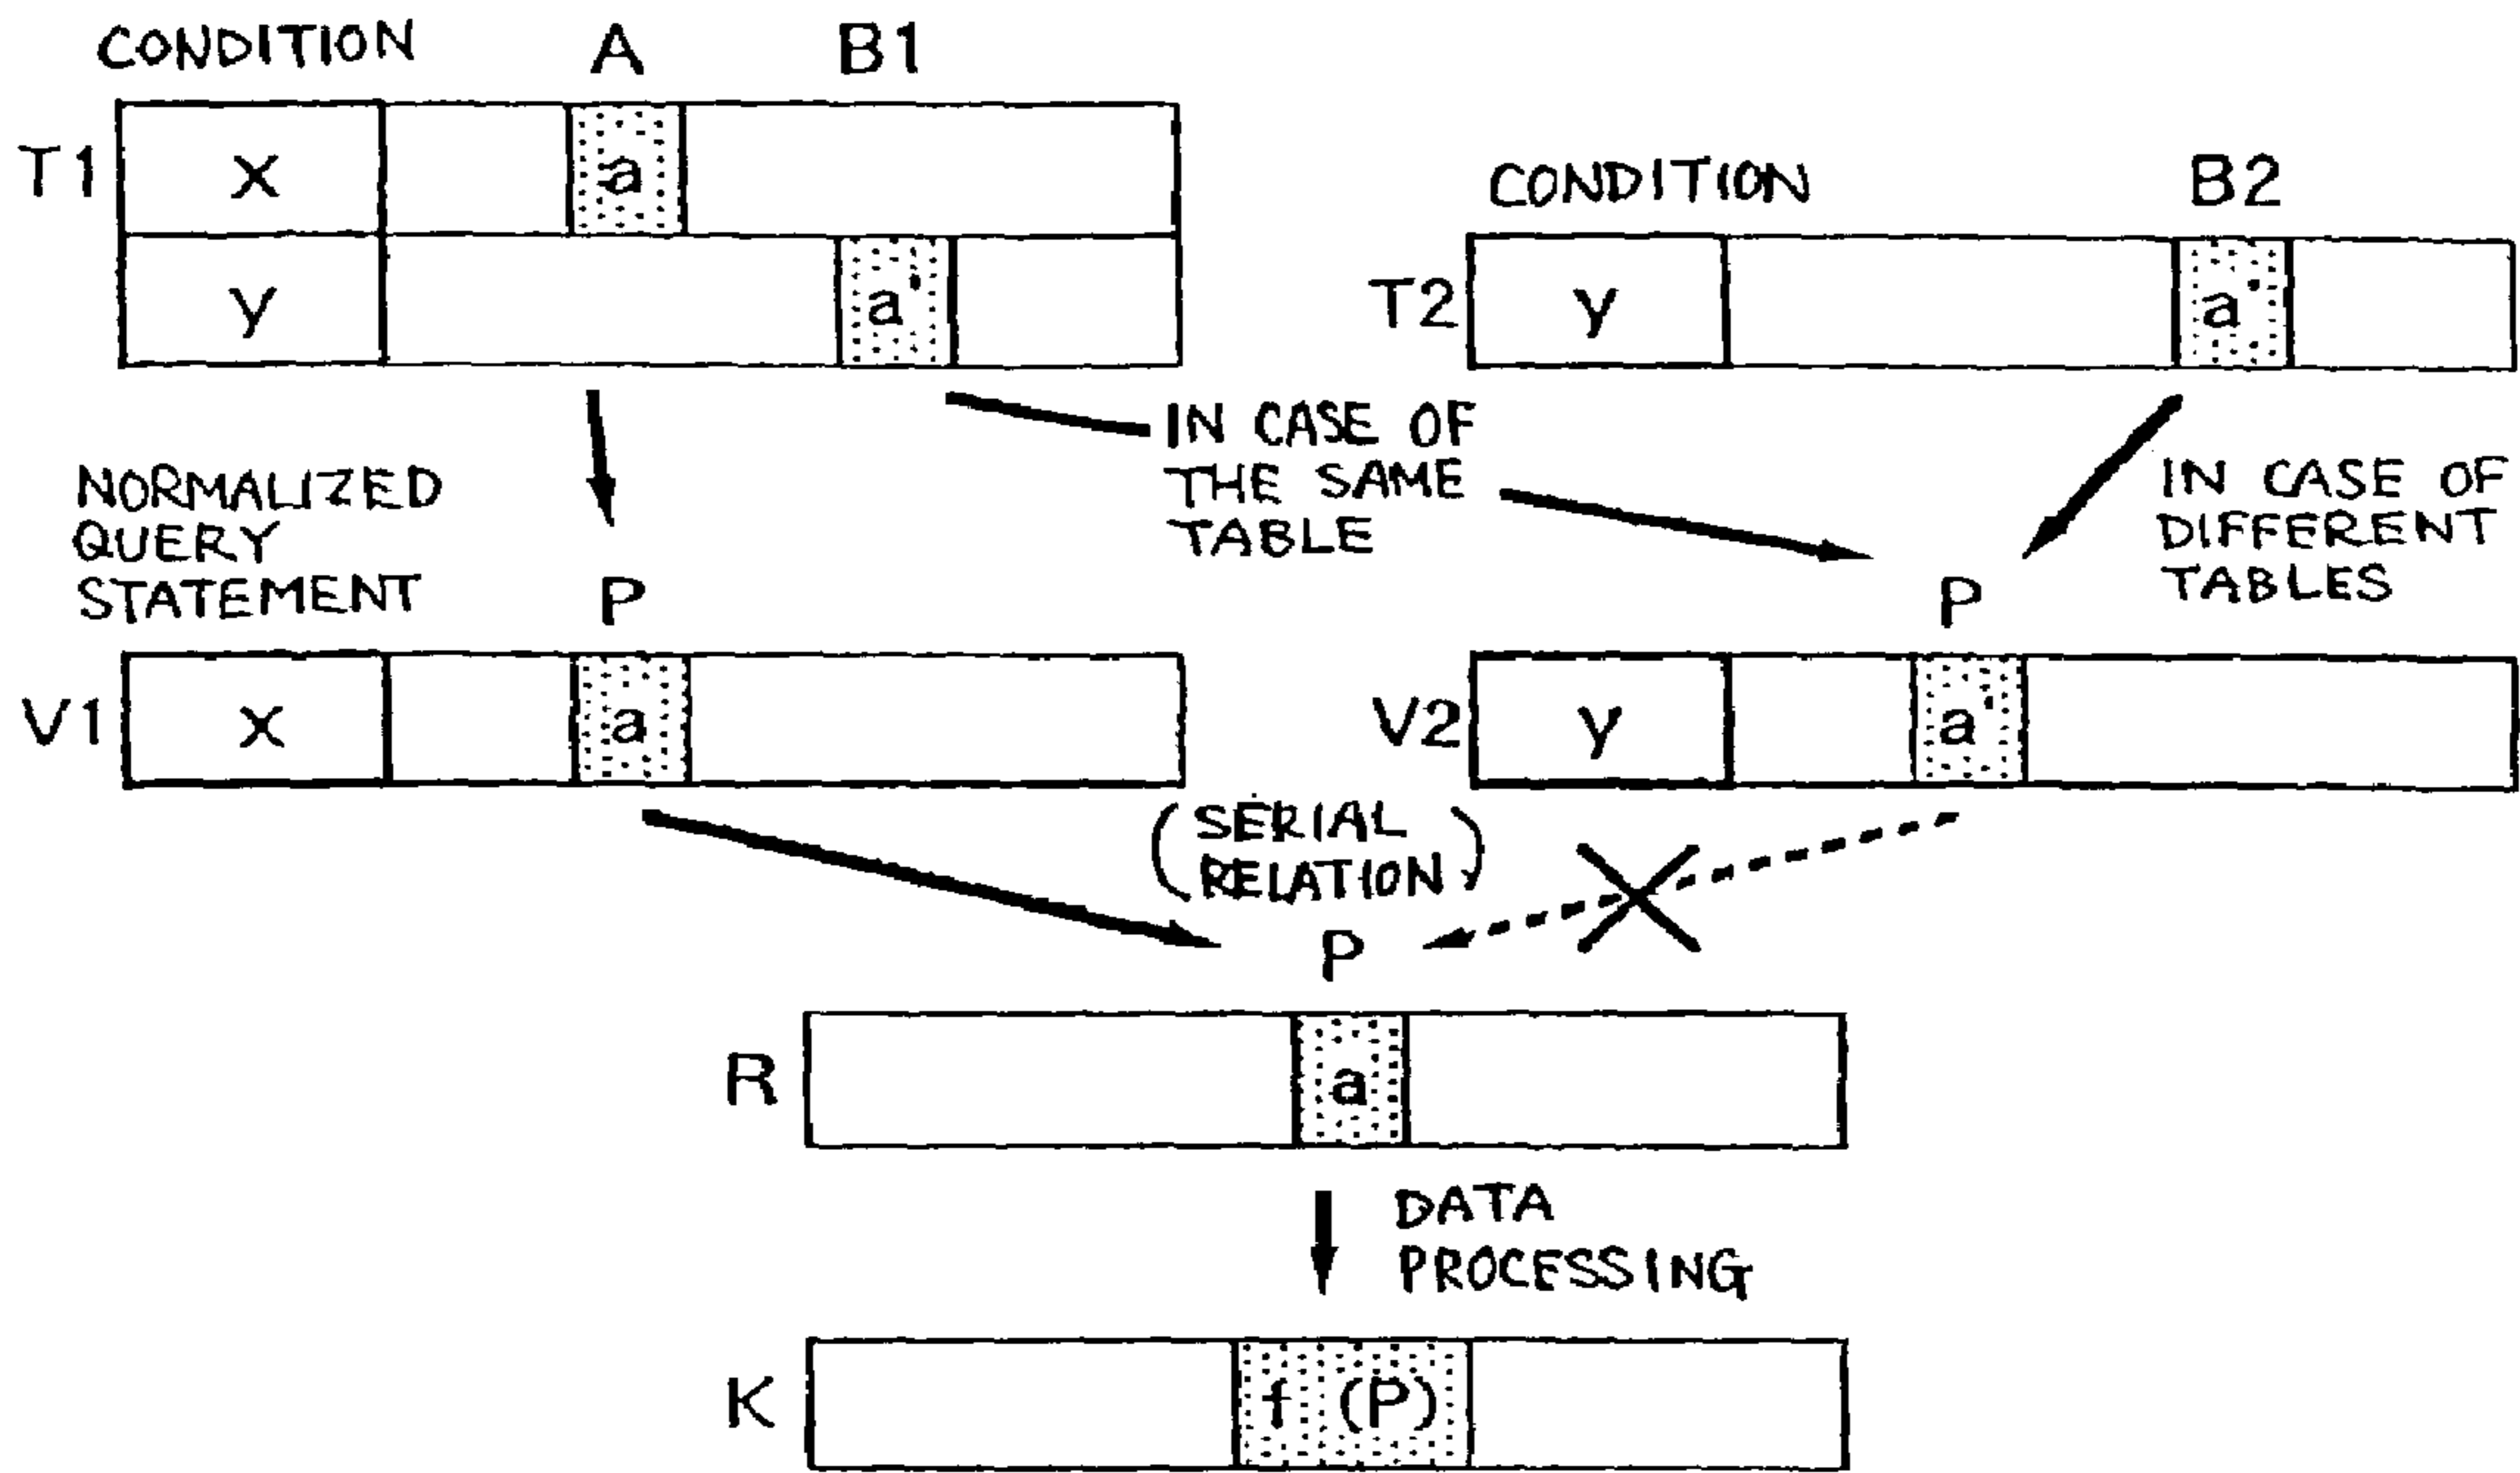 CONDITION A B1
T1 x a
y a'
CONDITION B2
T2 y a'
IN CASE OF
THE SAME
TABLE
IN CASE OF
DIFFERENT
TABLES
NORMALIZED
QUERY
STATEMENT P
V1 x a
P
V2 y a'
(SERIAL
RELATION)
P
R a
DATA
PROCESSING
K f (P)